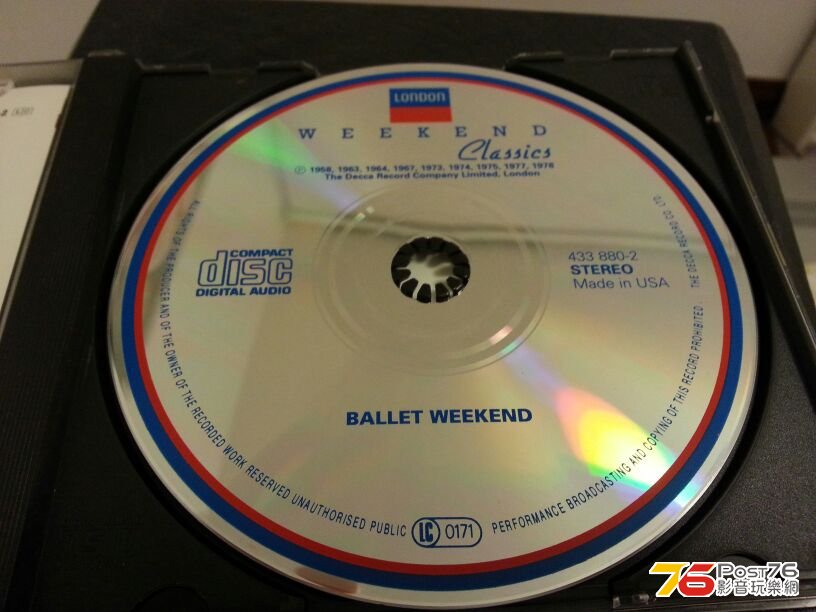 LONDON
WEEKEND
Classics
Ⓟ 1958, 1963, 1964, 1967, 1973, 1974, 1975, 1977, 1978
The Decca Record Company Limited, London
COMPACT
disc
DIGITAL AUDIO
433 880-2
STEREO
Made in USA
BALLET WEEKEND
ALL RIGHTS OF THE PRODUCER AND OF THE OWNER OF THE RECORDED WORK RESERVED UNAUTHORISED PUBLIC LC 0171 PERFORMANCE BROADCASTING AND COPYING OF THIS RECORD PROHIBITED. THE DECCA RECORD CO. LTD.
76 Post76
影音玩樂網